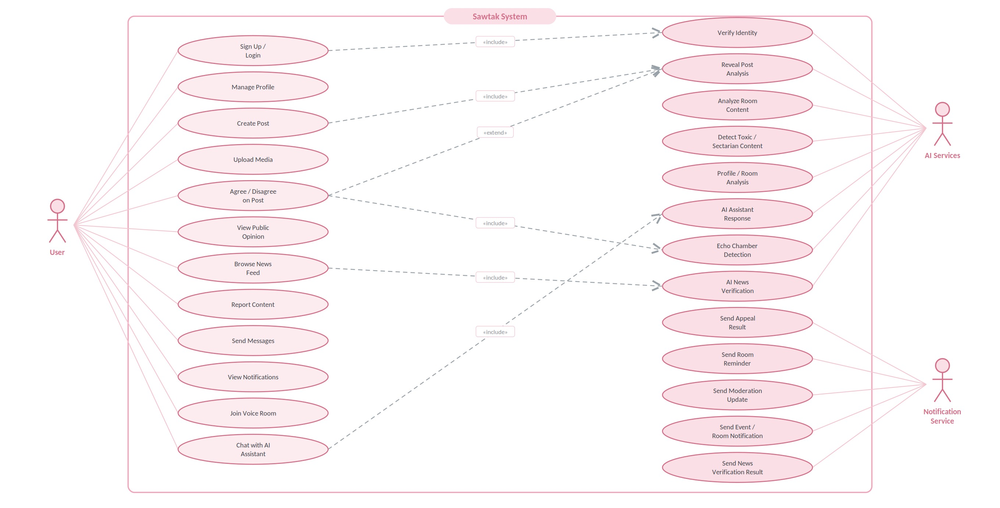 Sawtak System
Sign Up /
Login
Manage Profile
Create Post
Upload Media
Agree / Disagree
on Post
View Public
Opinion
Browse News
Feed
Report Content
Send Messages
View Notifications
Join Voice Room
Chat with AI
Assistant
User
«include»
«include»
«extend»
«include»
«include»
«include»
Verify Identity
Reveal Post
Analysis
Analyze Room
Content
Detect Toxic /
Sectarian Content
Profile / Room
Analysis
AI Assistant
Response
Echo Chamber
Detection
AI News
Verification
Send Appeal
Result
Send Room
Reminder
Send Moderation
Update
Send Event /
Room Notification
Send News
Verification Result
AI Services
Notification
Service